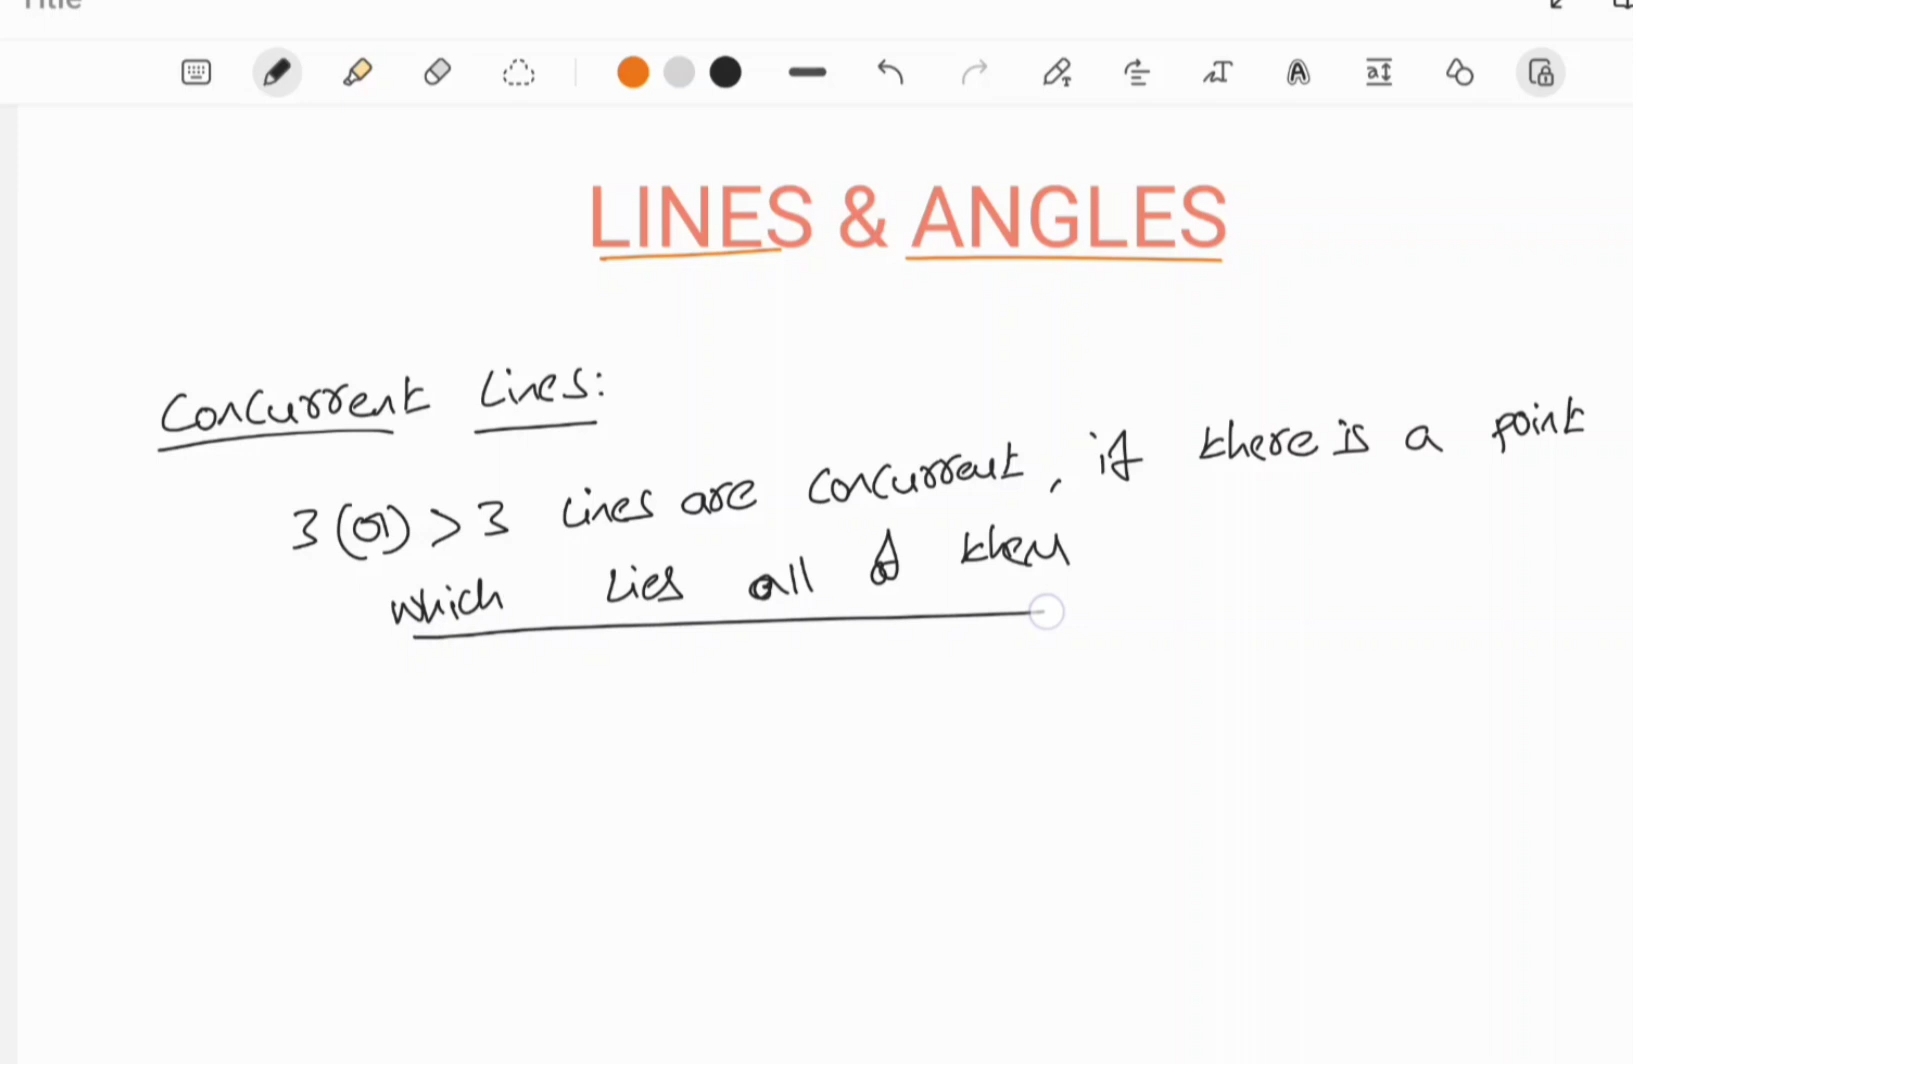 Title
LINES & ANGLES
Concurrent Lines:
3 (or) > 3 lines are concurrent, if there is a point
which lies all of them